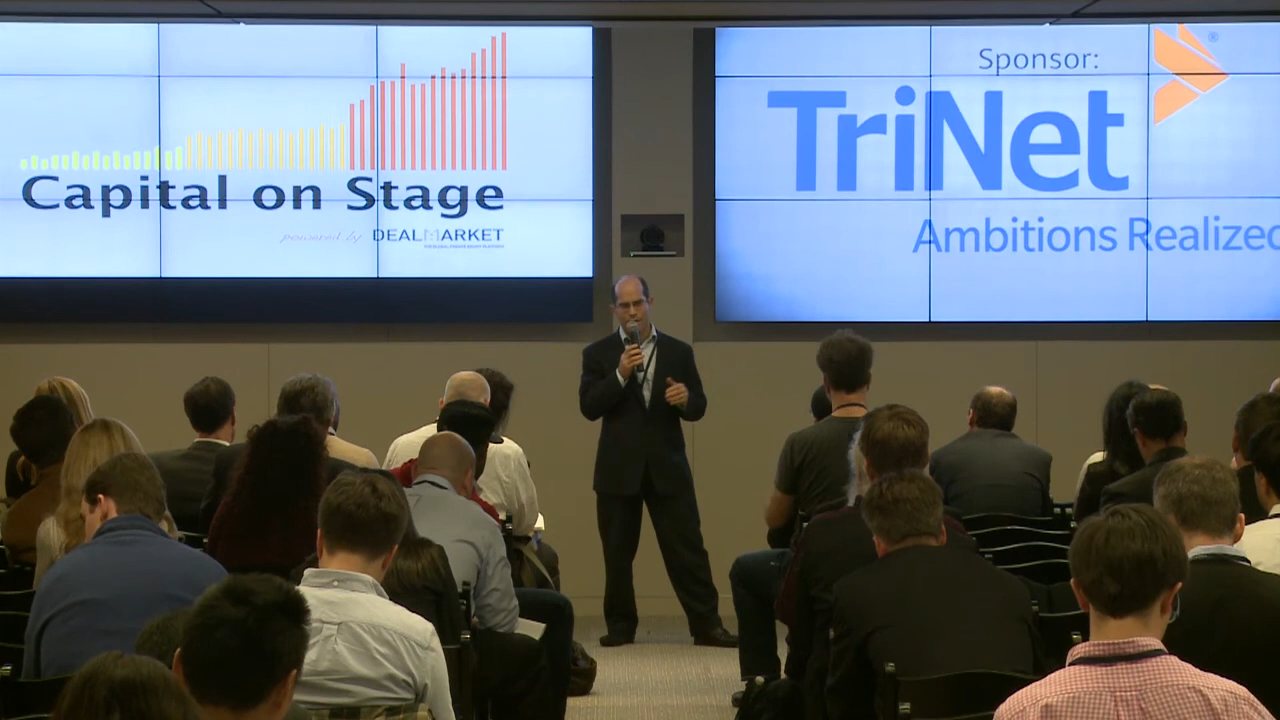 Capital on Stage
powered by DEALMARKET
Sponsor:
TriNet
®
Ambitions Realized